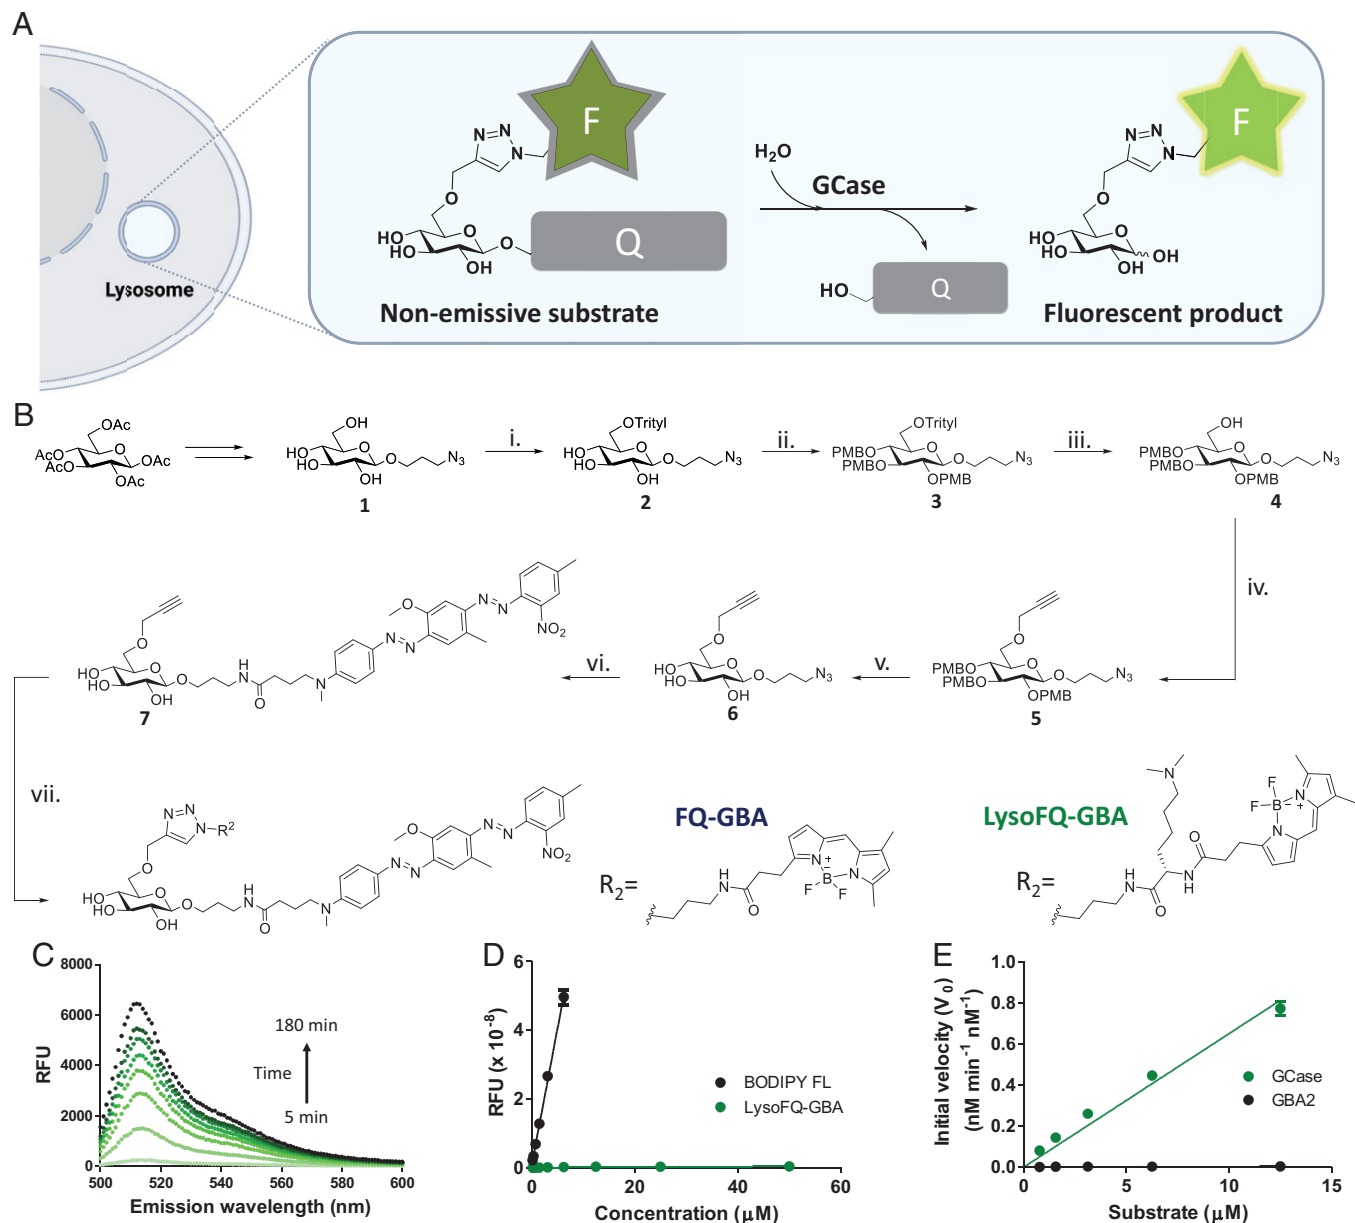 A
F
N N
N
O
HO
HO
OH
O
O
Q
Non-emissive substrate
H₂O
GCase
HO
Q
F
N N
N
O
HO
HO
OH
O
OH
Fluorescent product
Lysosome
B
OAc
AcO
AcO
OAc
O
OAc
OH
HO
HO
OH
O
O
N₃
1
i.
OTrityl
HO
HO
OH
O
O
N₃
2
ii.
OTrityl
PMBO
PMBO
OPMB
O
O
N₃
3
iii.
OH
PMBO
PMBO
OPMB
O
O
N₃
4
iv.
O
HO
HO
OH
O
O
H
N
O
N
N
N
O
N
N
NO₂
7
vi.
O
HO
HO
OH
O
O
N₃
6
v.
O
PMBO
PMBO
OPMB
O
O
N₃
5
vii.
N N
N
R²
O
HO
HO
OH
O
O
H
N
O
N
N
N
O
N
N
NO₂
FQ-GBA
R₂=
H
N
O
N
B
F
F
N
+
−
LysoFQ-GBA
R₂=
N
H
N
O
N
H
O
F
F
B
N
N
+
−
C
8000
6000
4000
2000
0
RFU
180 min
Time
5 min
500 520 540 560 580 600
Emission wavelength (nm)
D
6
4
2
0
RFU (x 10⁻⁸)
BODIPY FL
LysoFQ-GBA
0 20 40 60
Concentration (μM)
E
1.0
0.8
0.6
0.4
0.2
0.0
Initial velocity (V₀)
(nM min⁻¹ nM⁻¹)
GCase
GBA2
0 5 10 15
Substrate (μM)